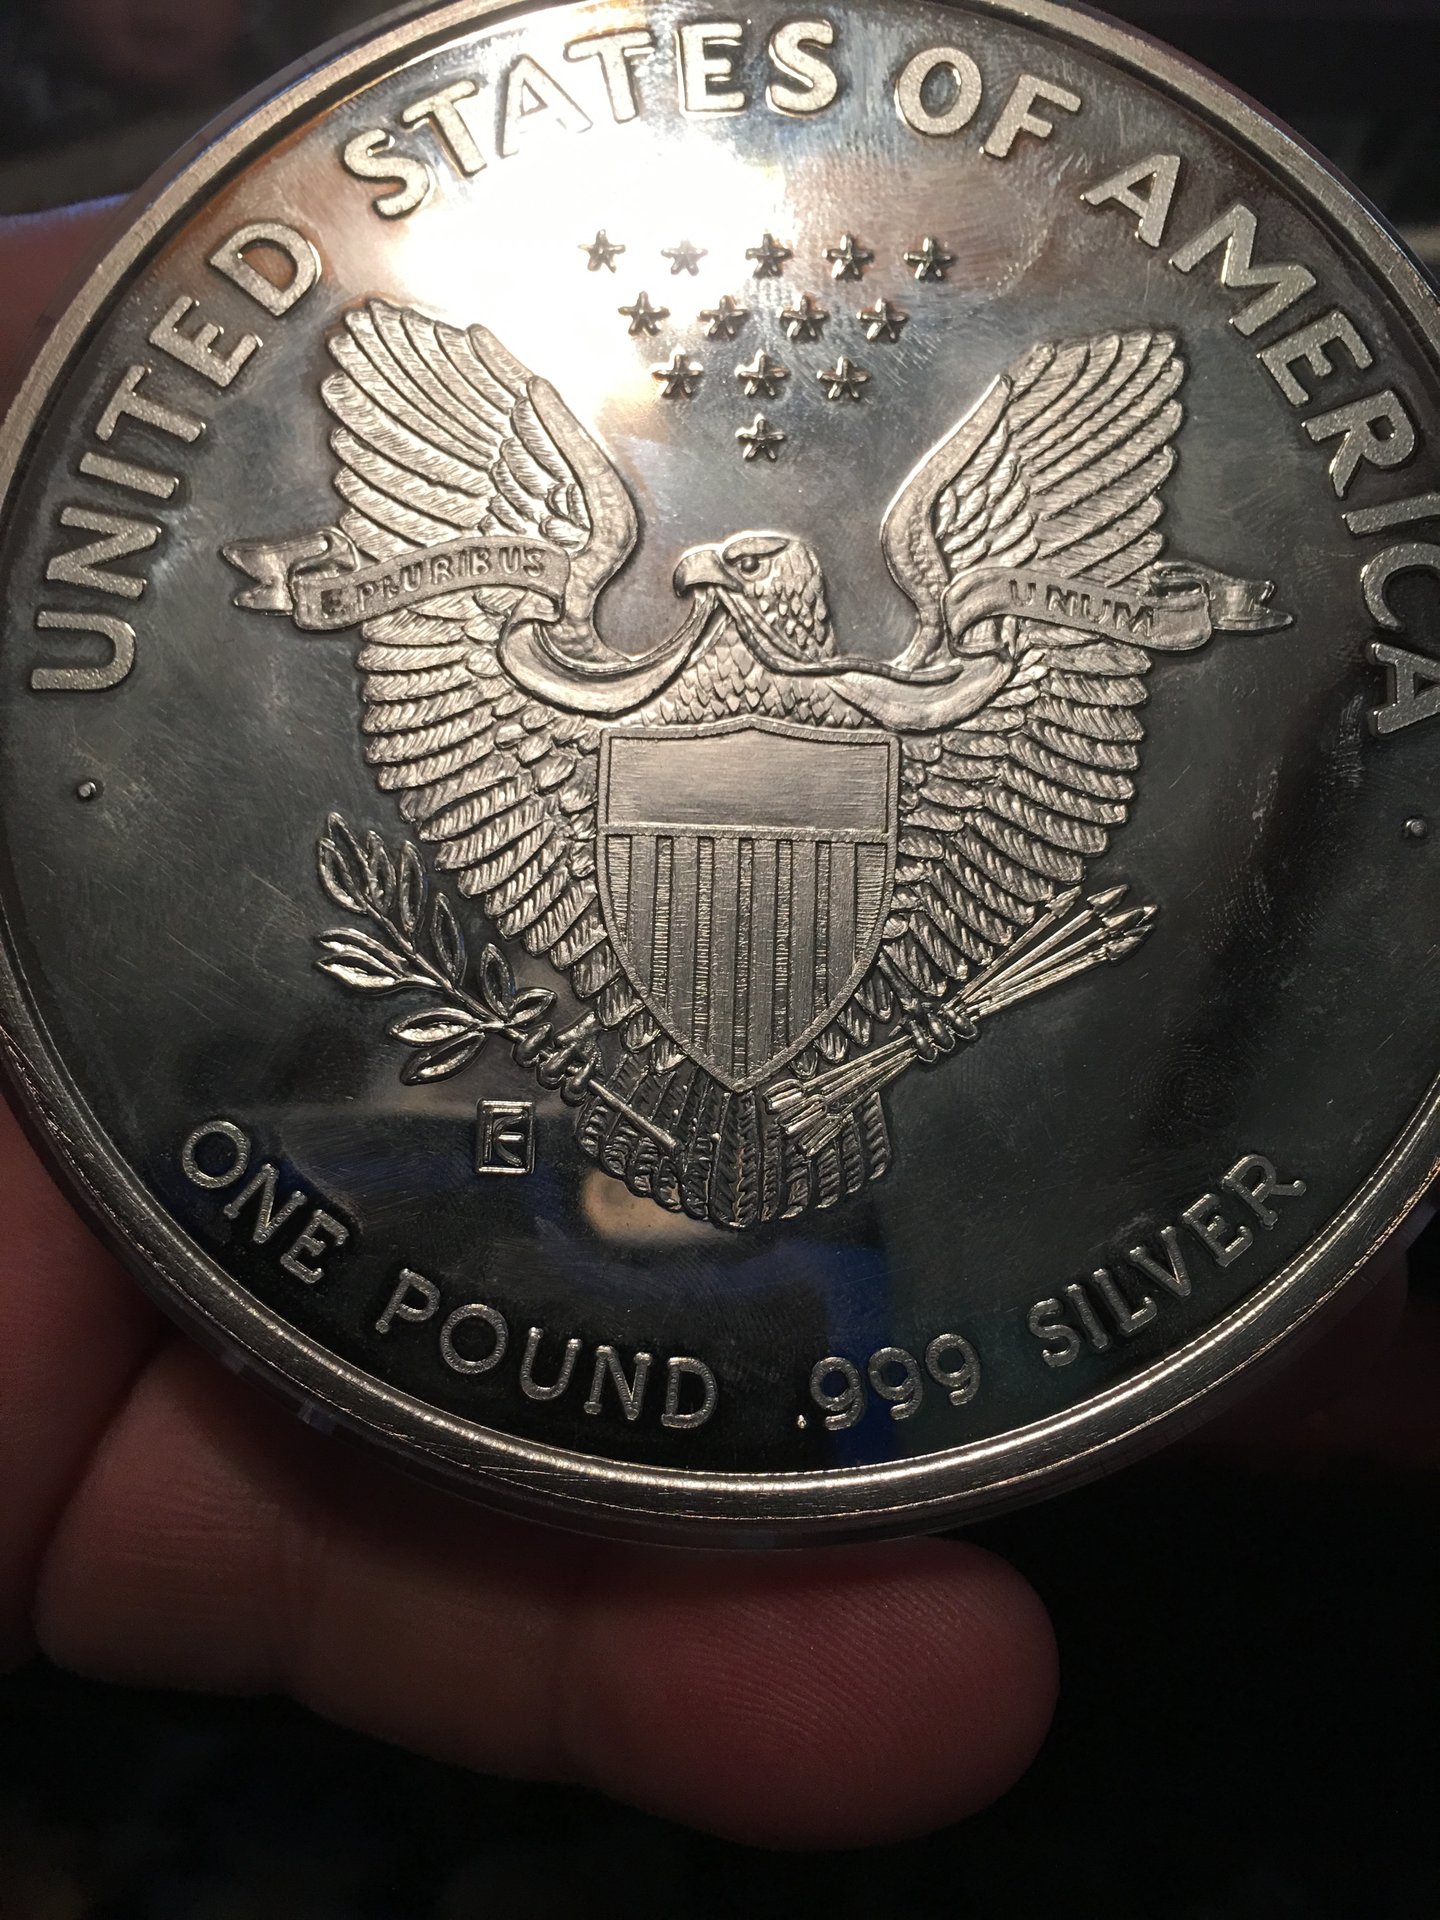 UNITED STATES OF AMERICA
E PLURIBUS UNUM
ONE POUND .999 SILVER